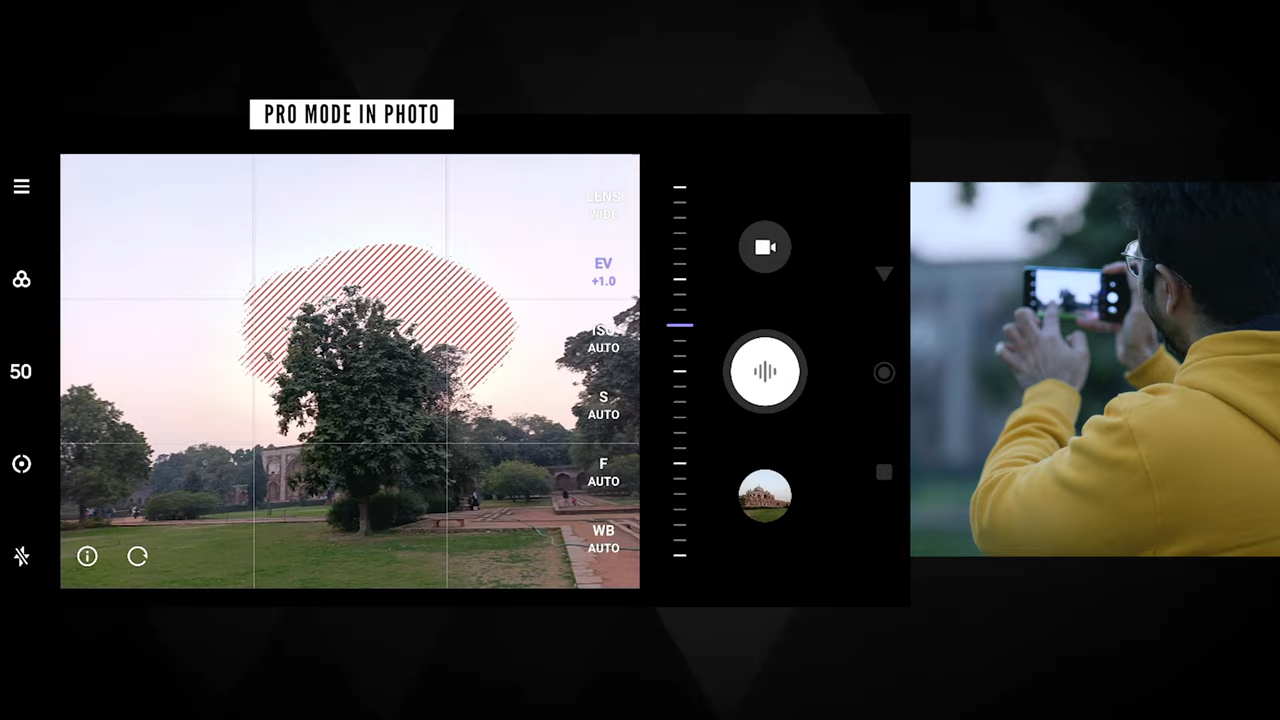 PRO MODE IN PHOTO
LENS
WIDE
EV
+1.0
ISO
AUTO
50
S
AUTO
F
AUTO
WB
AUTO